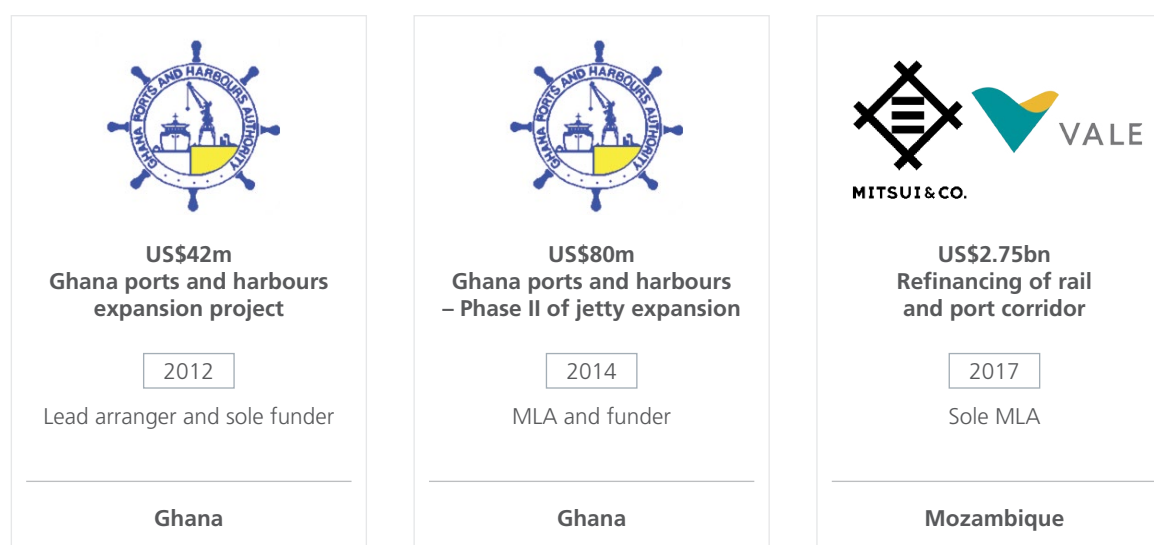 GHANA PORTS AND HARBOURS AUTHORITY
US$42m
Ghana ports and harbours
expansion project
2012
Lead arranger and sole funder
Ghana
GHANA PORTS AND HARBOURS AUTHORITY
US$80m
Ghana ports and harbours
– Phase II of jetty expansion
2014
MLA and funder
Ghana
MITSUI & CO.
VALE
US$2.75bn
Refinancing of rail
and port corridor
2017
Sole MLA
Mozambique